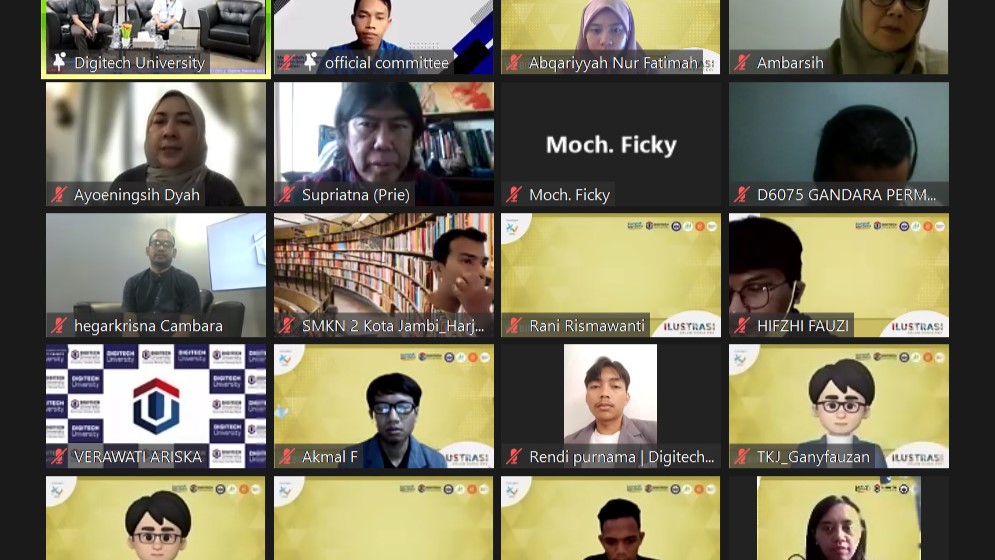 Digitech University
official committee
Abqariyyah Nur Fatimah
Ambarsih
Ayoeningsih Dyah
Supriatna (Prie)
Moch. Ficky
Moch. Ficky
D6075 GANDARA PERM...
hegarkrisna Cambara
SMKN 2 Kota Jambi_Harj...
Rani Rismawanti
ILUSTRASI
HIFZHI FAUZI
ILUSTRASI
DIGITECH University
VERAWATI ARISKA
Akmal F
USTRASI
Rendi purnama | Digitech...
TKJ_Ganyfauzan
ILUSTRASI